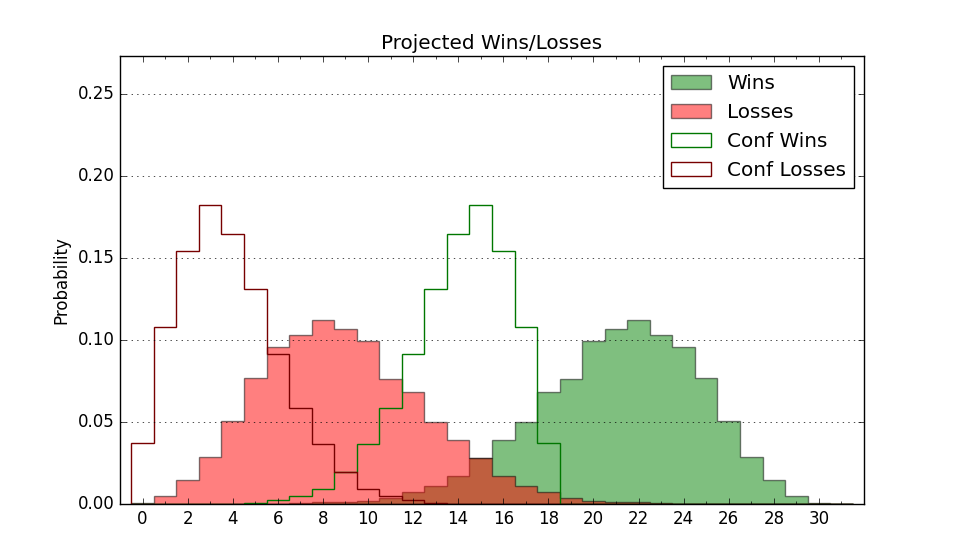 Projected Wins/Losses
Wins
Losses
Conf Wins
Conf Losses
Probability
0.25
0.20
0.15
0.10
0.05
0.00
0 2 4 6 8 10 12 14 16 18 20 22 24 26 28 30